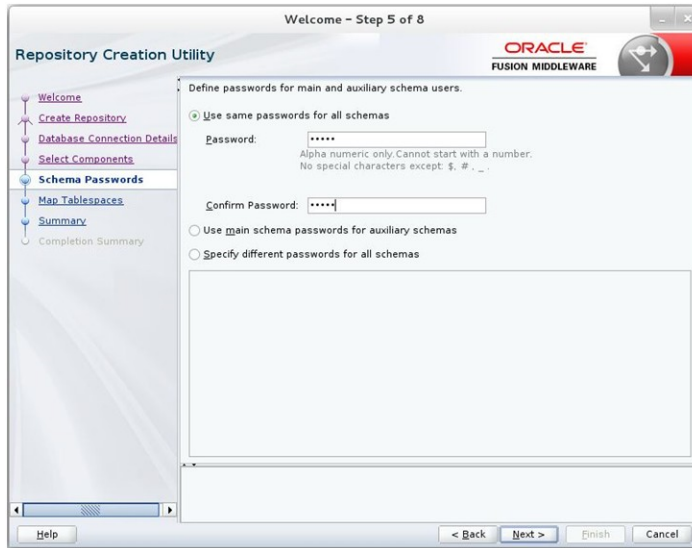 Welcome - Step 5 of 8
Repository Creation Utility
ORACLE
FUSION MIDDLEWARE
Welcome
Create Repository
Database Connection Details
Select Components
Schema Passwords
Map Tablespaces
Summary
Completion Summary
Define passwords for main and auxiliary schema users.
Use same passwords for all schemas
Password: •••••
Alpha numeric only.Cannot start with a number.
No special characters except: $, # , _ .
Confirm Password: •••••
Use main schema passwords for auxiliary schemas
Specify different passwords for all schemas
Help
< Back
Next >
Finish
Cancel